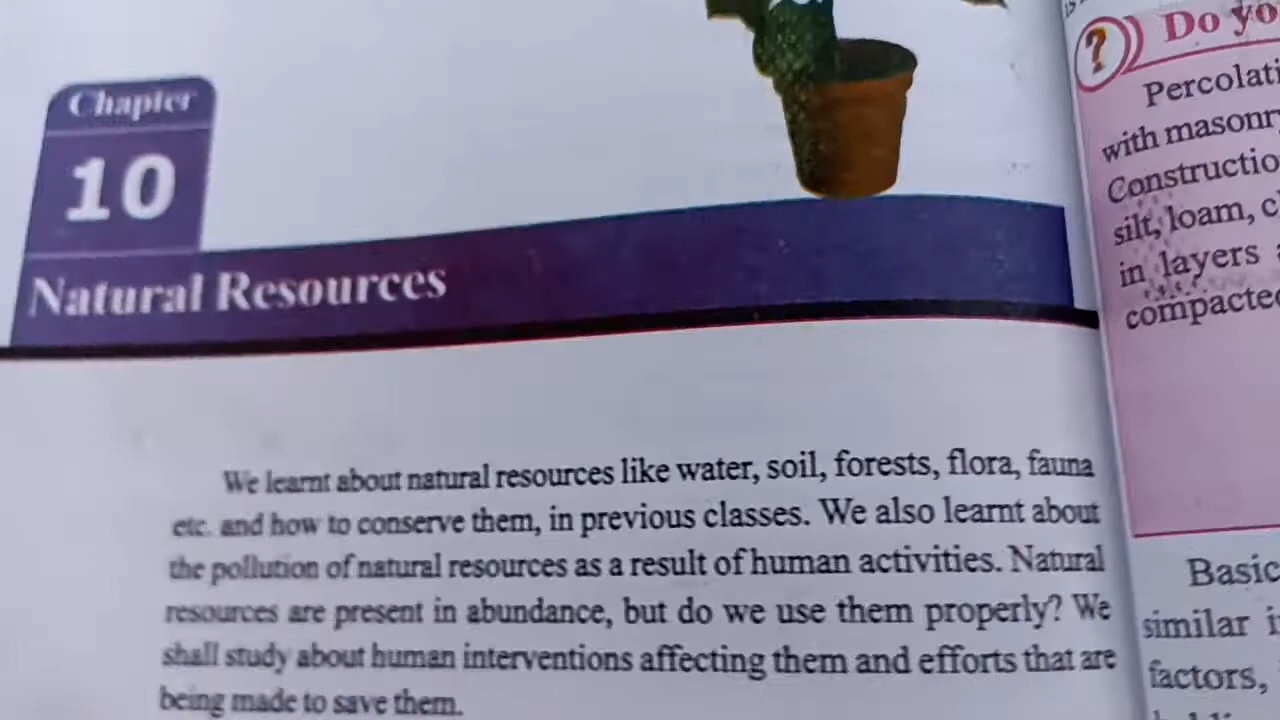 Chapter
10
Natural Resources
We learnt about natural resources like water, soil, forests, flora, fauna
etc. and how to conserve them, in previous classes. We also learnt about
the pollution of natural resources as a result of human activities. Natural
resources are present in abundance, but do we use them properly? We
shall study about human interventions affecting them and efforts that are
being made to save them.
?
Do yo
Percolati
with masonry
Constructio
silt, loam, c
in layers
compacted
Basic
similar i
factors,